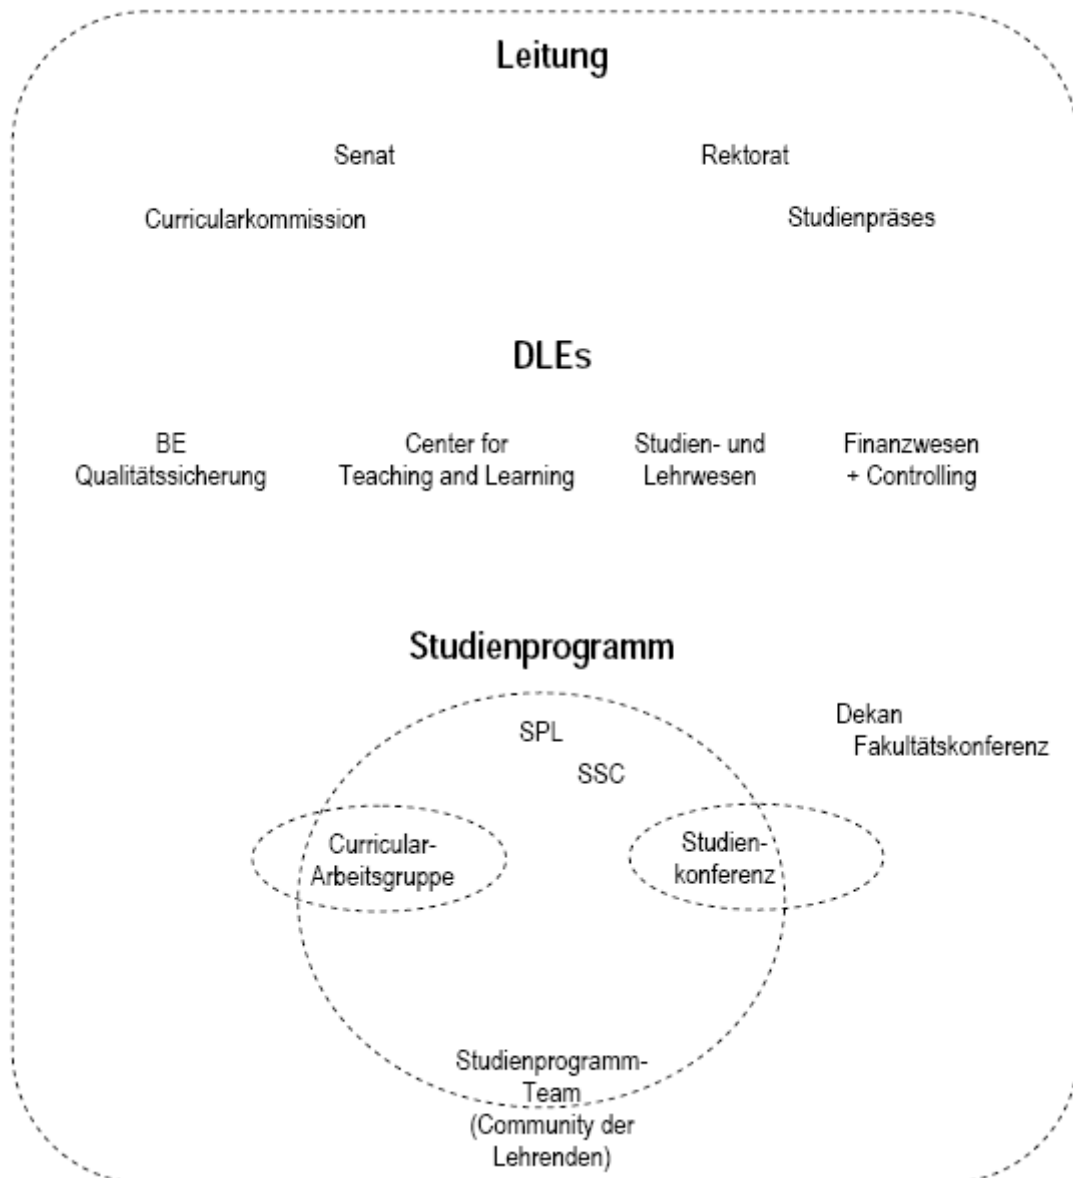 Leitung
Senat
Rektorat
Curricularkommission
Studienpräses
DLEs
BE
Qualitätssicherung
Center for
Teaching and Learning
Studien- und
Lehrwesen
Finanzwesen
+ Controlling
Studienprogramm
SPL
SSC
Dekan
Fakultätskonferenz
Curricular-
Arbeitsgruppe
Studien-
konferenz
Studienprogramm-
Team
(Community der
Lehrenden)